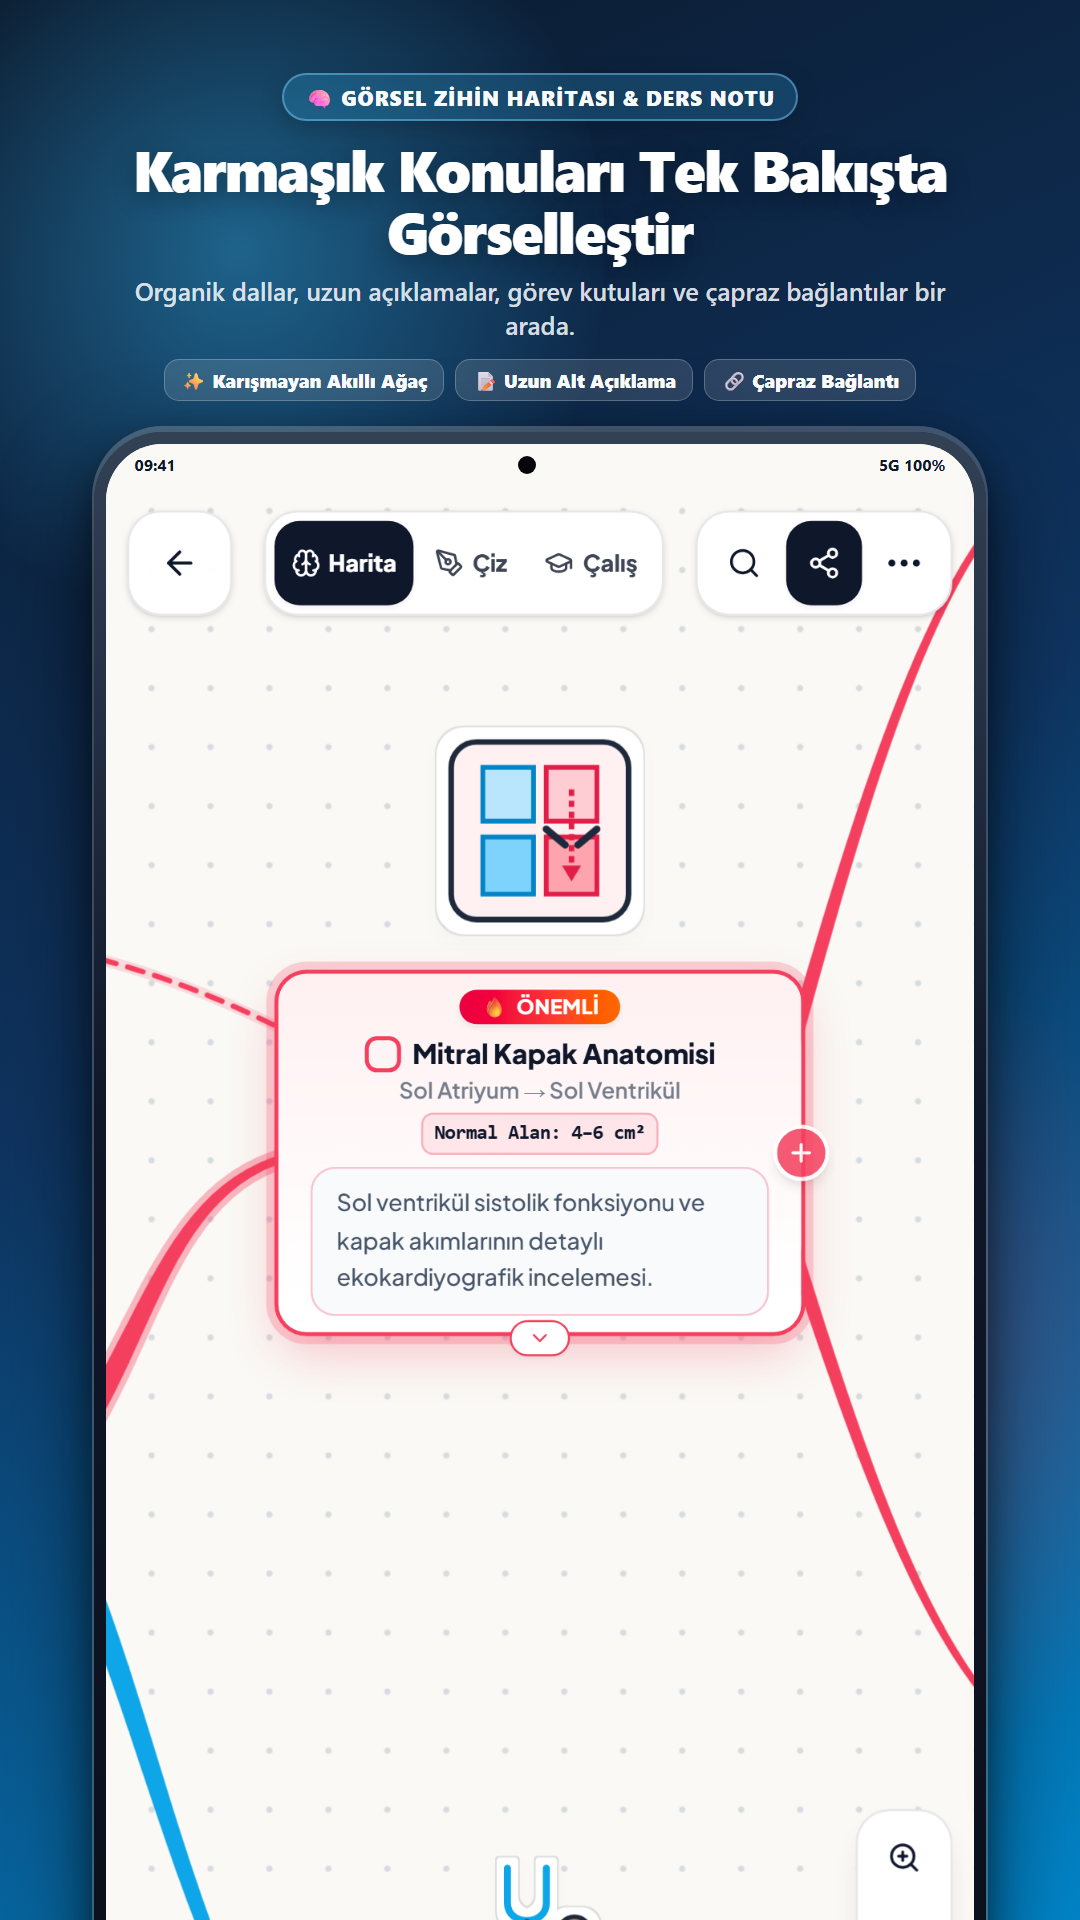 🧠 GÖRSEL ZİHİN HARİTASI & DERS NOTU
Karmaşık Konuları Tek Bakışta
Görselleştir
Organik dallar, uzun açıklamalar, görev kutuları ve çapraz bağlantılar bir
arada.
✨ Karışmayan Akıllı Ağaç
📝 Uzun Alt Açıklama
🔗 Çapraz Bağlantı
09:41
5G 100%
Harita
Çiz
Çalış
🔥 ÖNEMLİ
Mitral Kapak Anatomisi
Sol Atriyum → Sol Ventrikül
Normal Alan: 4–6 cm²
Sol ventrikül sistolik fonksiyonu ve
kapak akımlarının detaylı
ekokardiyografik incelemesi.